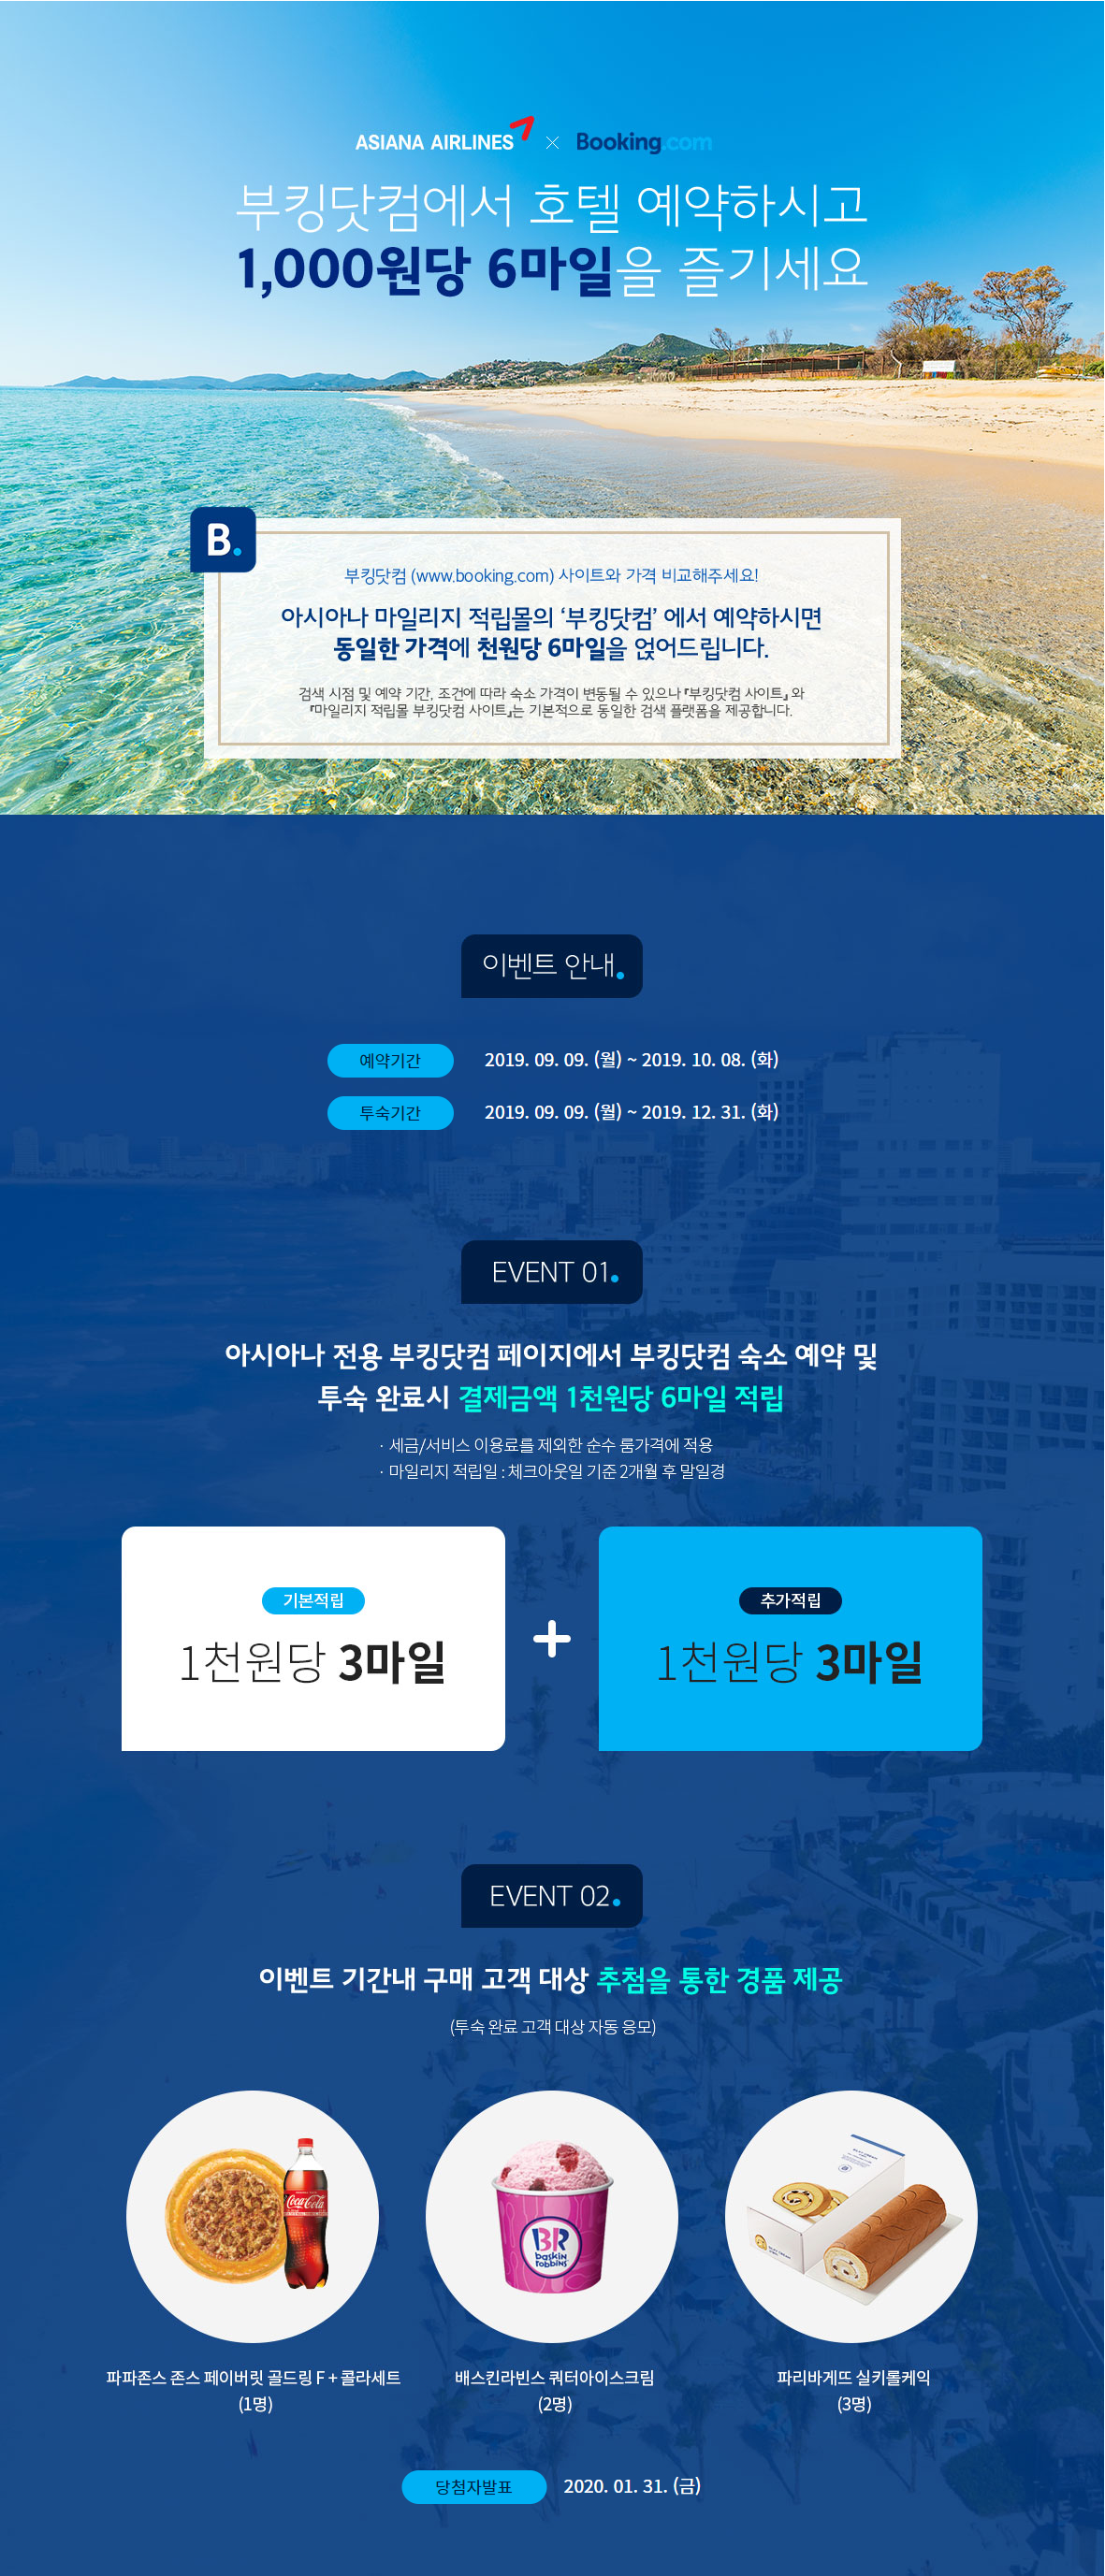 ASIANA AIRLINES × Booking.com
부킹닷컴에서 호텔 예약하시고
1,000원당 6마일을 즐기세요
B.
부킹닷컴 (www.booking.com) 사이트와 가격 비교해주세요!
아시아나 마일리지 적립몰의 ‘부킹닷컴’ 에서 예약하시면
동일한 가격에 천원당 6마일을 얹어드립니다.
검색 시점 및 예약 기간, 조건에 따라 숙소 가격이 변동될 수 있으나 『부킹닷컴 사이트』 와
『마일리지 적립몰 부킹닷컴 사이트』는 기본적으로 동일한 검색 플랫폼을 제공합니다.
이벤트 안내.
예약기간 2019. 09. 09. (월) ~ 2019. 10. 08. (화)
투숙기간 2019. 09. 09. (월) ~ 2019. 12. 31. (화)
EVENT 01.
아시아나 전용 부킹닷컴 페이지에서 부킹닷컴 숙소 예약 및
투숙 완료시 결제금액 1천원당 6마일 적립
· 세금/서비스 이용료를 제외한 순수 룸가격에 적용
· 마일리지 적립일 : 체크아웃일 기준 2개월 후 말일경
기본적립
1천원당 3마일
+
추가적립
1천원당 3마일
EVENT 02.
이벤트 기간내 구매 고객 대상 추첨을 통한 경품 제공
(투숙 완료 고객 대상 자동 응모)
Coca-Cola
BR
baskin
robbins
파파존스 존스 페이버릿 골드링 F + 콜라세트
(1명)
배스킨라빈스 쿼터아이스크림
(2명)
파리바게뜨 실키롤케익
(3명)
당첨자발표 2020. 01. 31. (금)